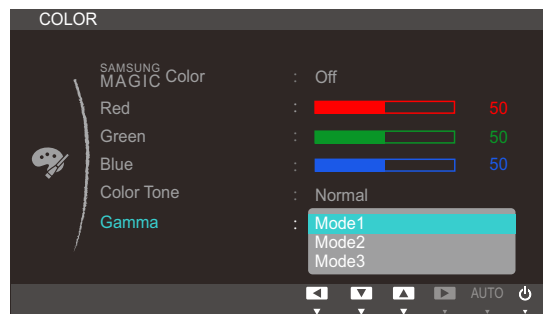 COLOR
SAMSUNG MAGIC Color : Off
Red : 50
Green : 50
Blue : 50
Color Tone : Normal
Gamma : Mode1
Mode2
Mode3
AUTO